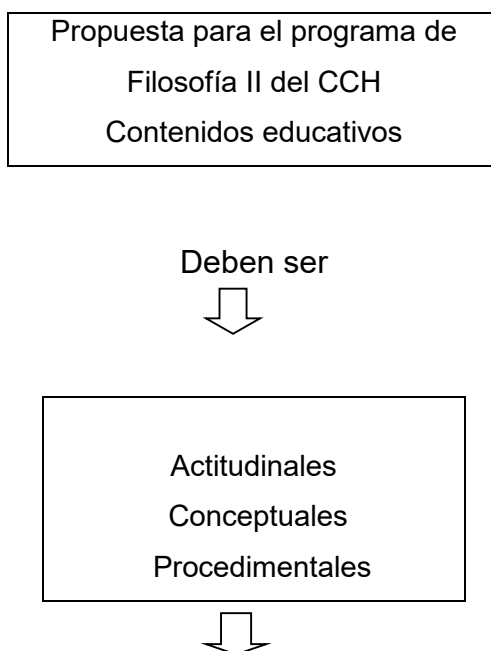 Propuesta para el programa de
Filosofía II del CCH
Contenidos educativos
Deben ser
Actitudinales
Conceptuales
Procedimentales